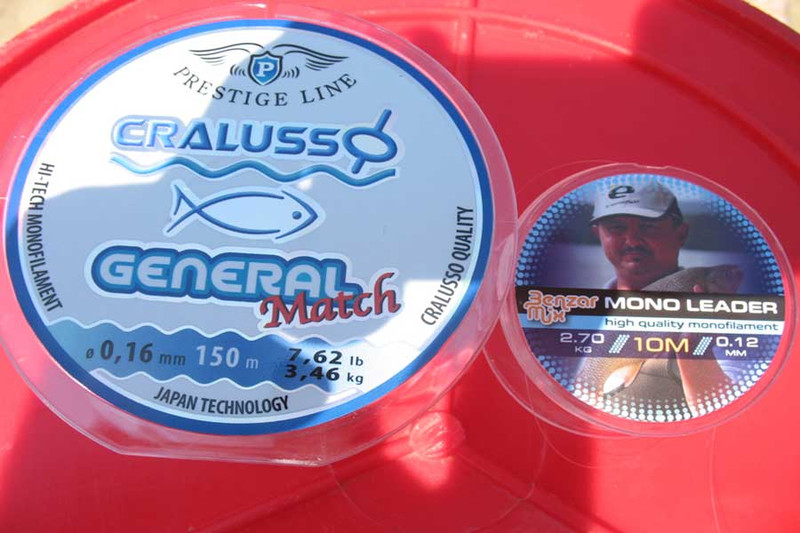 P
PRESTIGE LINE
CRALUSSO
HI-TECH MONOFILAMENT
GENERAL
Match
CRALUSSO QUALITY
ø 0,16 mm 150 m 7,62 lb
3,46 kg
JAPAN TECHNOLOGY
Benzar
Mix
MONO LEADER
high quality monofilament
2.70 KG // 10M // 0.12 MM